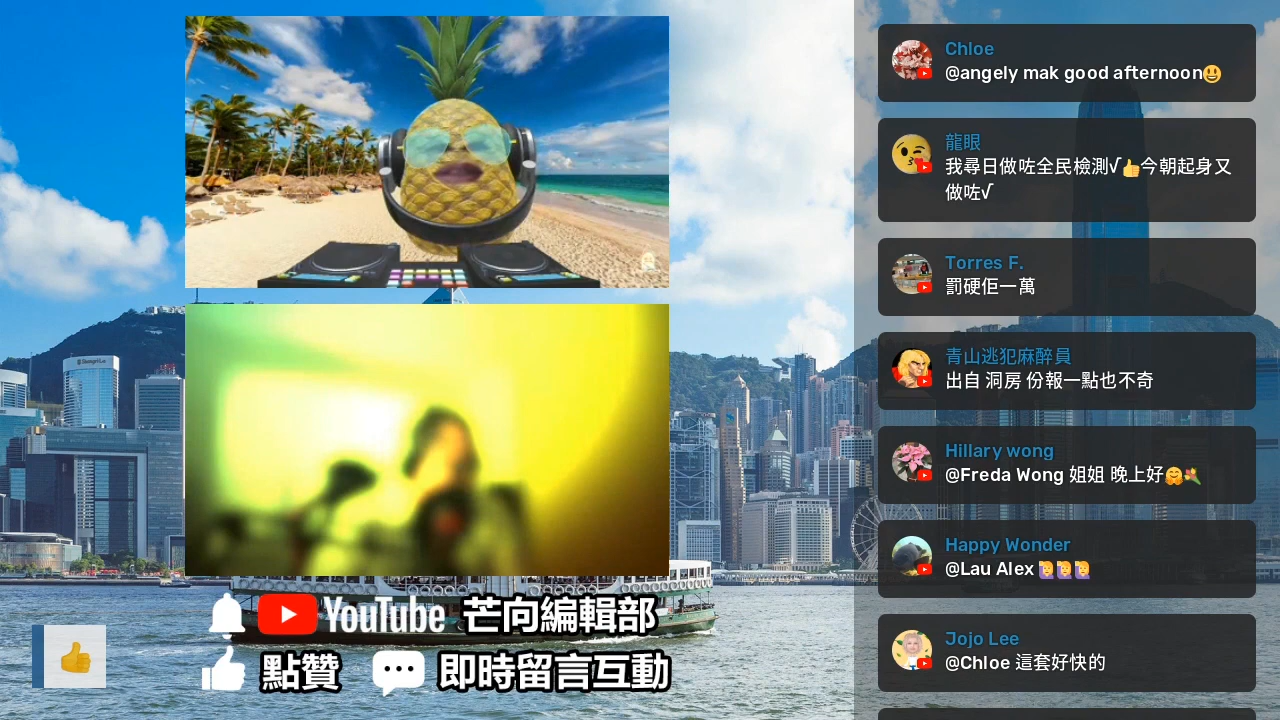 Chloe
@angely mak good afternoon😃
龍眼
我尋日做咗全民檢測√👍今朝起身又
做咗√
Torres F.
罰硬佢一萬
青山逃犯麻醉員
出自 洞房 份報一點也不奇
Hillary wong
@Freda Wong 姐姐 晚上好🤗💐
Happy Wonder
@Lau Alex 🙋🙋🙋
Jojo Lee
@Chloe 這套好快的
YouTube 芒向編輯部
點贊 即時留言互動